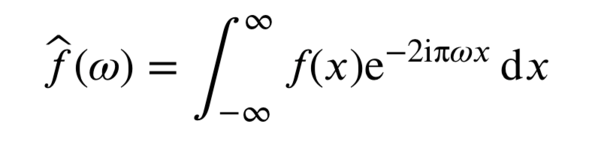 f̂(ω) = ∫_{-∞}^{∞} f(x)e^{−2iπωx} dx